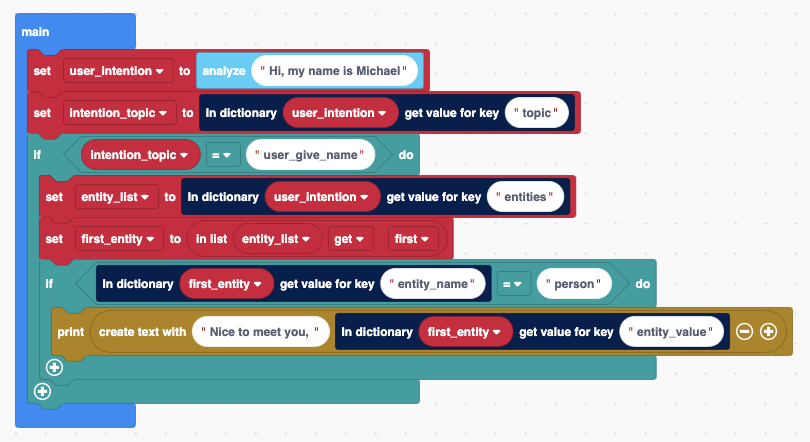 main
set user_intention to analyze " Hi, my name is Michael "
set intention_topic to In dictionary user_intention get value for key " topic "
if intention_topic = " user_give_name " do
set entity_list to In dictionary user_intention get value for key " entities "
set first_entity to in list entity_list get first
if In dictionary first_entity get value for key " entity_name " = " person " do
print create text with " Nice to meet you, " In dictionary first_entity get value for key " entity_value "